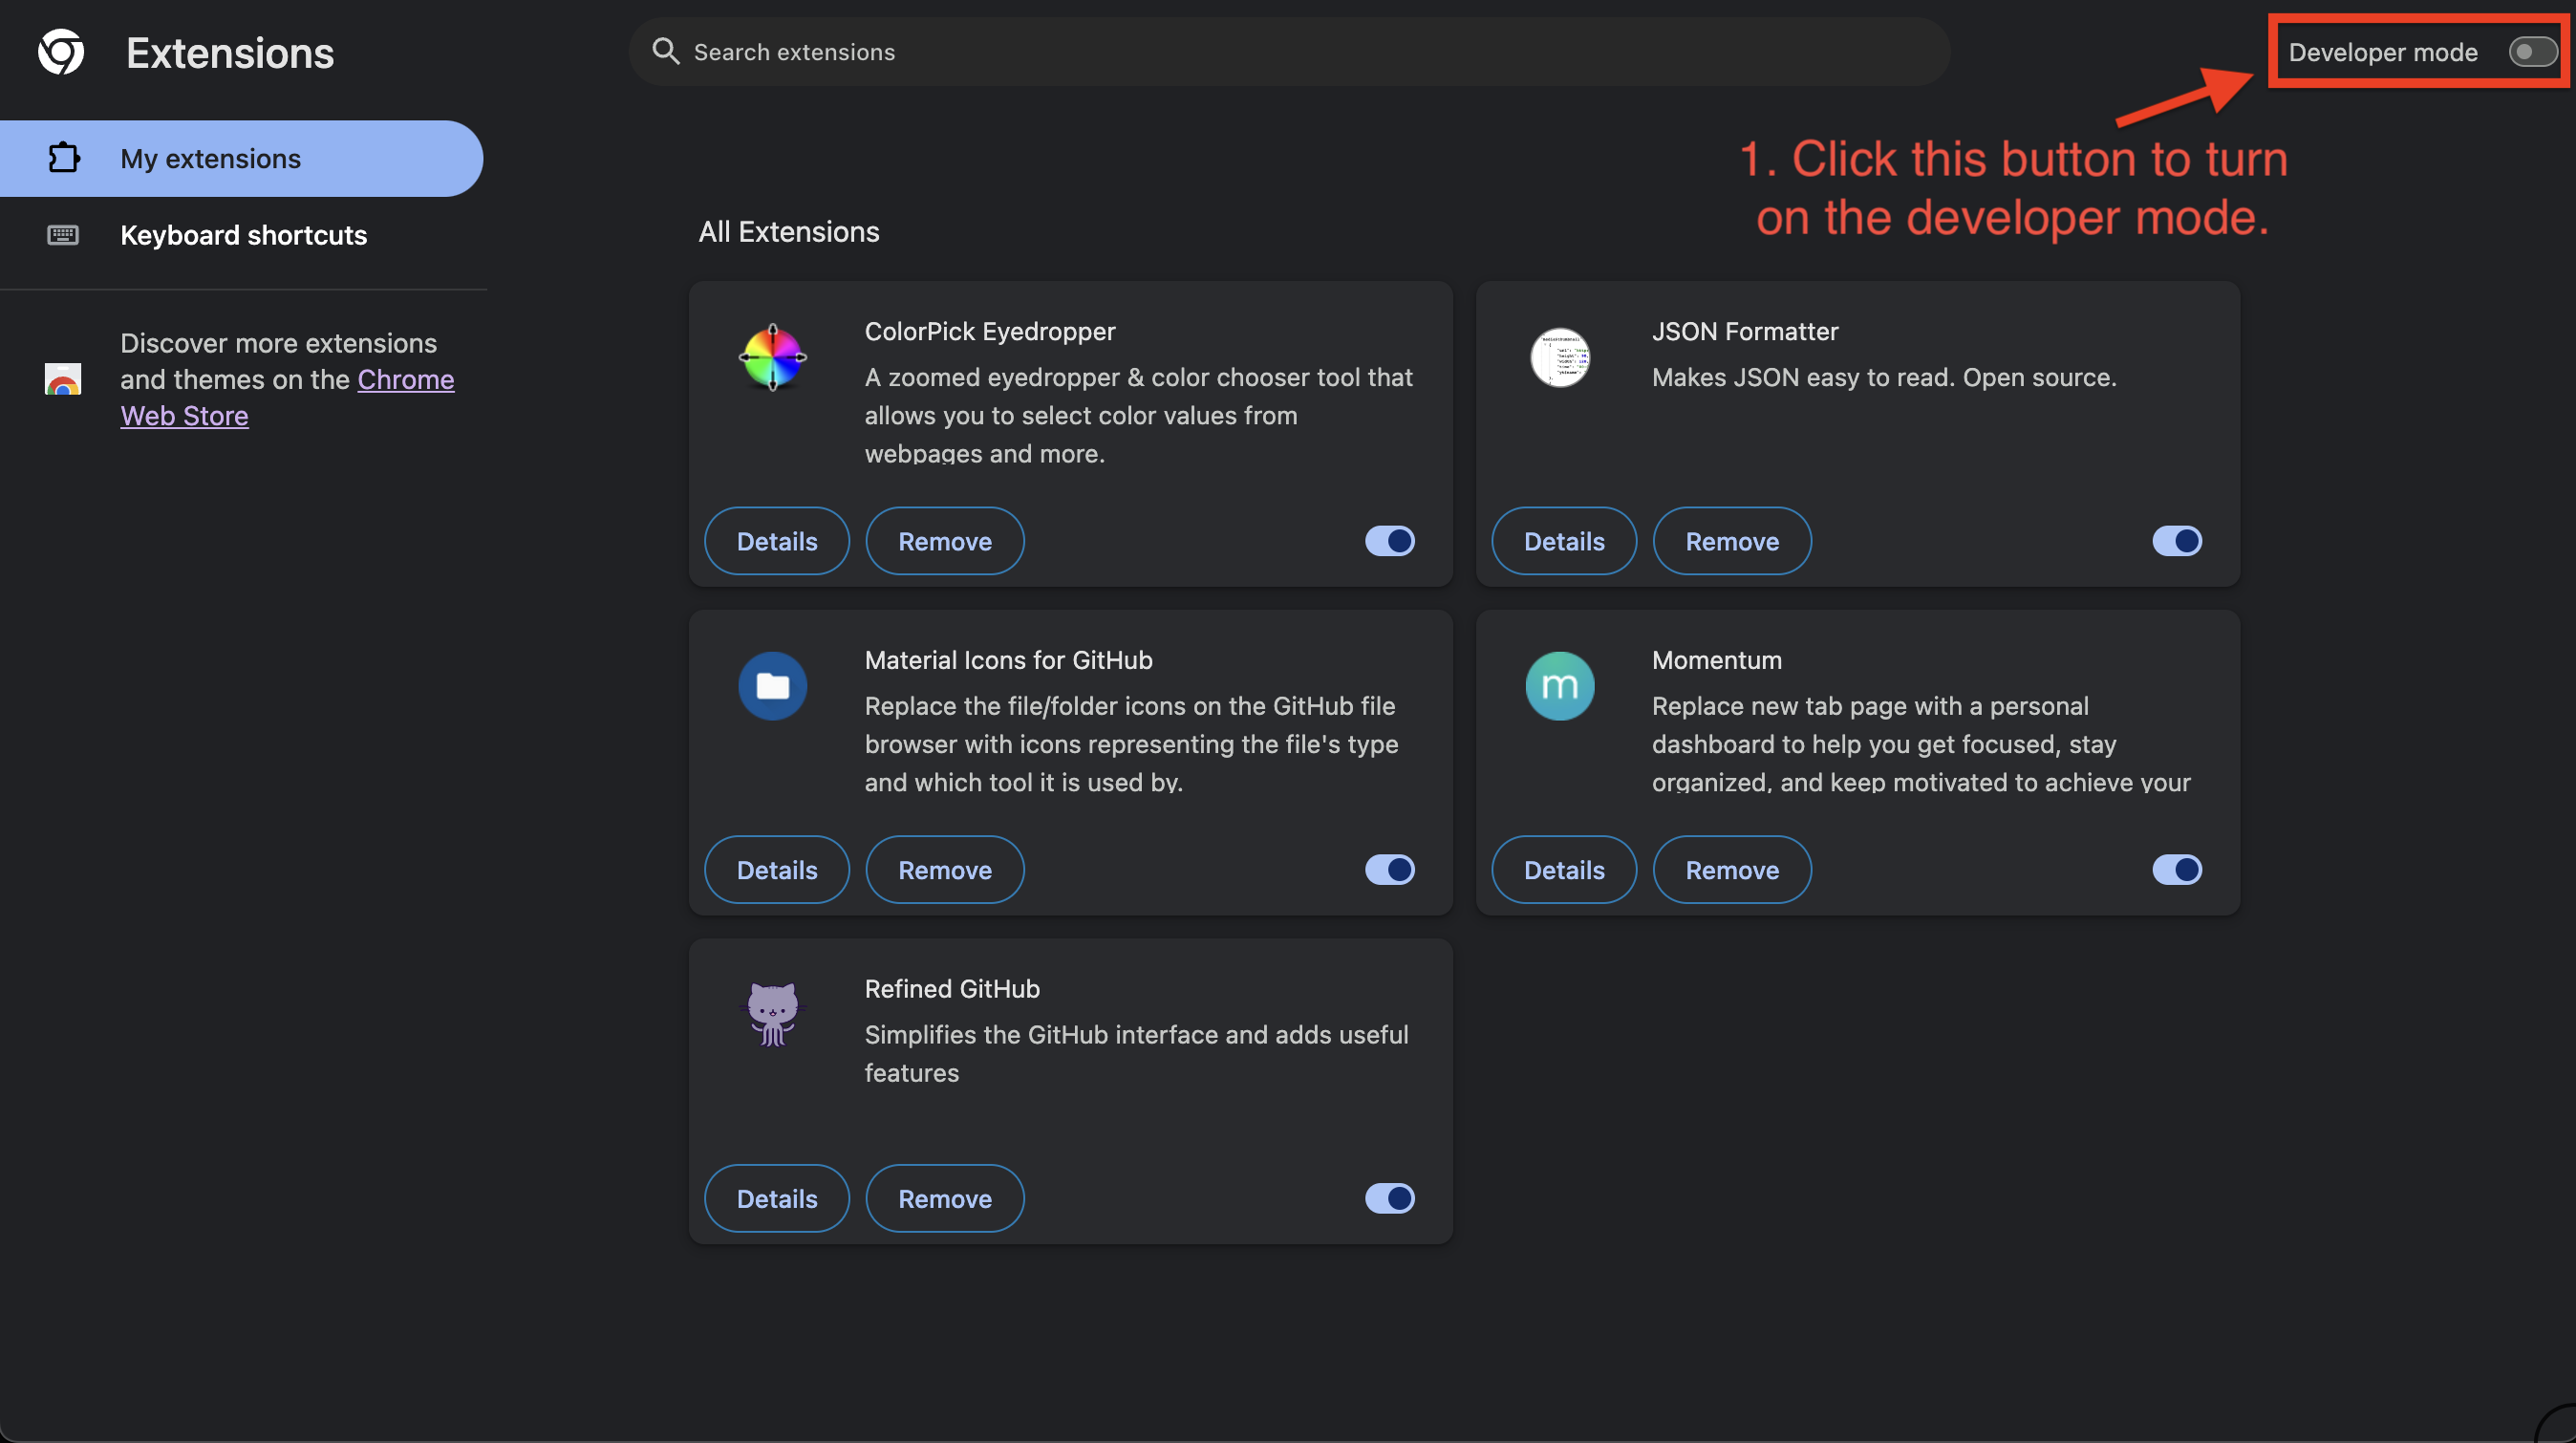 Extensions
Search extensions
Developer mode
1. Click this button to turn
on the developer mode.
My extensions
Keyboard shortcuts
Discover more extensions
and themes on the Chrome
Web Store
All Extensions
ColorPick Eyedropper
A zoomed eyedropper & color chooser tool that
allows you to select color values from
webpages and more.
Details
Remove
JSON Formatter
Makes JSON easy to read. Open source.
Details
Remove
Material Icons for GitHub
Replace the file/folder icons on the GitHub file
browser with icons representing the file's type
and which tool it is used by.
Details
Remove
m
Momentum
Replace new tab page with a personal
dashboard to help you get focused, stay
organized, and keep motivated to achieve your
Details
Remove
Refined GitHub
Simplifies the GitHub interface and adds useful
features
Details
Remove